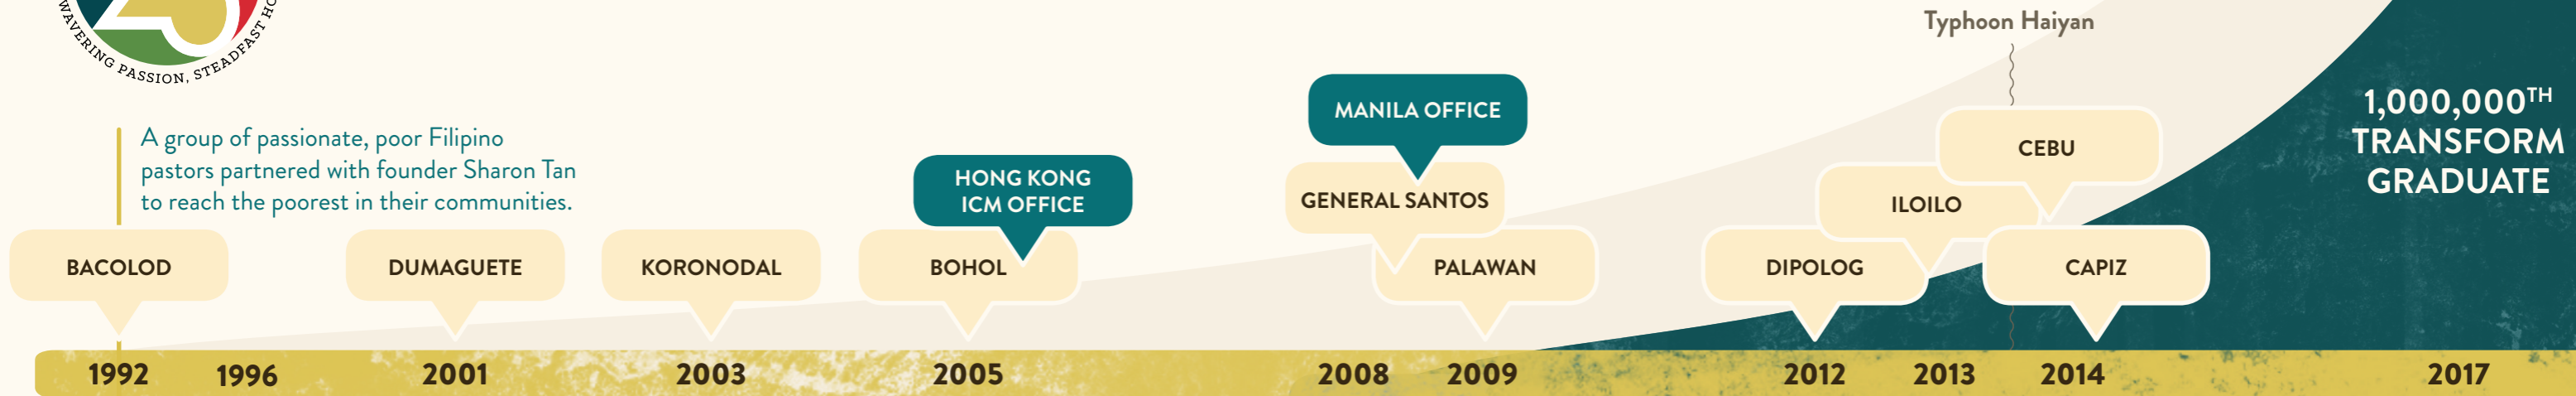 WAVERING PASSION, STEADFAST
Typhoon Haiyan
A group of passionate, poor Filipino
pastors partnered with founder Sharon Tan
to reach the poorest in their communities.
MANILA OFFICE
HONG KONG
ICM OFFICE
GENERAL SANTOS
CEBU
ILOILO
1,000,000TH
TRANSFORM
GRADUATE
BACOLOD
DUMAGUETE
KORONODAL
BOHOL
PALAWAN
DIPOLOG
CAPIZ
1992
1996
2001
2003
2005
2008
2009
2012
2013
2014
2017